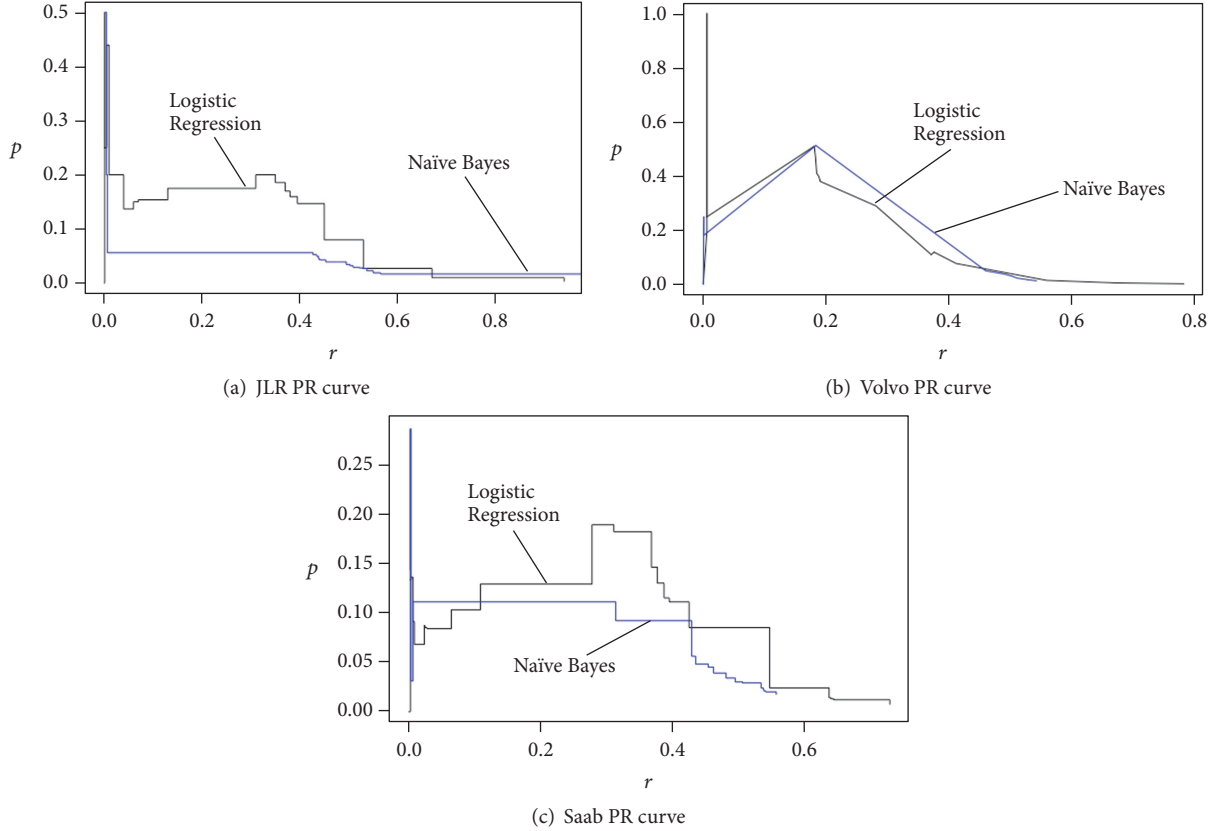 0.5
0.4
0.3
0.2
0.1
0.0
p
Logistic
Regression
Naïve Bayes
0.0 0.2 0.4 0.6 0.8
r
(a) JLR PR curve
1.0
0.8
0.6
0.4
0.2
0.0
p
Logistic
Regression
Naïve Bayes
0.0 0.2 0.4 0.6 0.8
r
(b) Volvo PR curve
0.25
0.20
0.15
0.10
0.05
0.00
p
Logistic
Regression
Naïve Bayes
0.0 0.2 0.4 0.6
r
(c) Saab PR curve